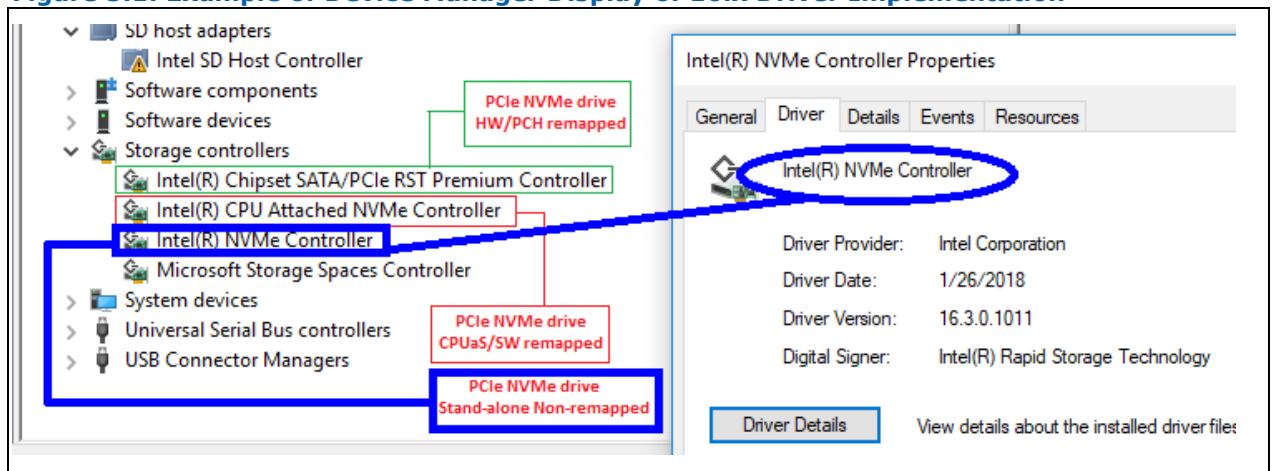 SD host adapters
Intel SD Host Controller
Software components
Software devices
Storage controllers
Intel(R) Chipset SATA/PCIe RST Premium Controller
Intel(R) CPU Attached NVMe Controller
Intel(R) NVMe Controller
Microsoft Storage Spaces Controller
System devices
Universal Serial Bus controllers
USB Connector Managers
PCIe NVMe drive
HW/PCH remapped
PCIe NVMe drive
CPUaS/SW remapped
PCIe NVMe drive
Stand-alone Non-remapped
Intel(R) NVMe Controller Properties
General Driver Details Events Resources
Intel(R) NVMe Controller
Driver Provider: Intel Corporation
Driver Date: 1/26/2018
Driver Version: 16.3.0.1011
Digital Signer: Intel(R) Rapid Storage Technology
Driver Details View details about the installed driver files